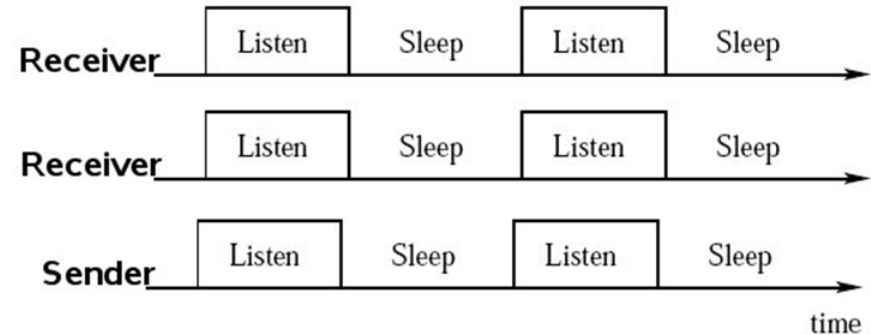 Receiver Listen Sleep Listen Sleep
Receiver Listen Sleep Listen Sleep
Sender Listen Sleep Listen Sleep
time